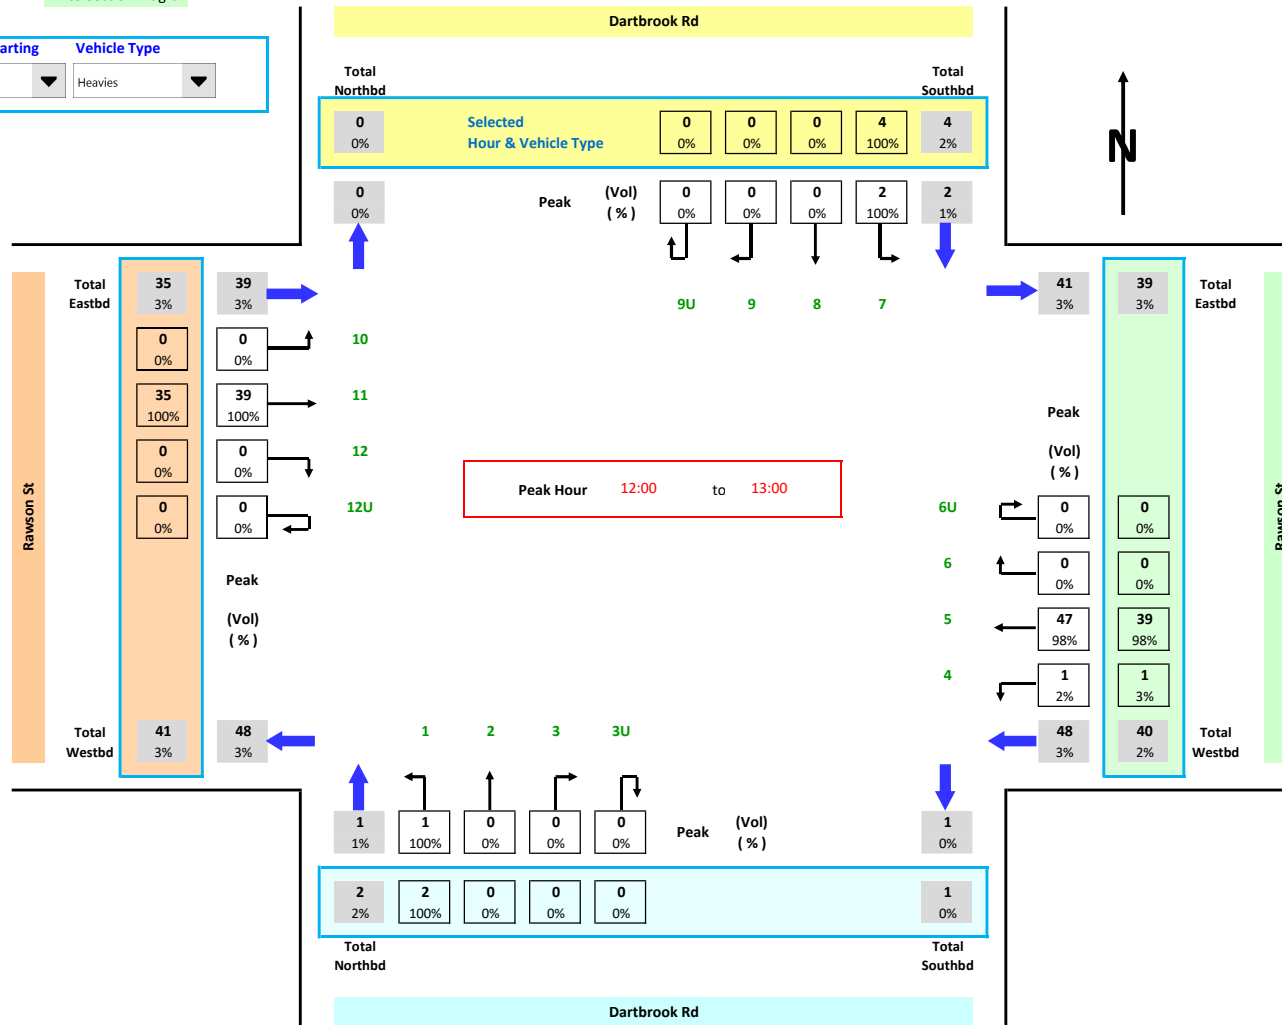 Dartbrook Rd
Vehicle Type
Heavies
Total
Northbd
Total
Southbd
0
0%
Selected
Hour & Vehicle Type
0
0%
0
0%
0
0%
4
100%
4
2%
N
0
0%
Peak
(Vol)
( % )
0
0%
0
0%
0
0%
2
100%
2
1%
Total
Eastbd
35
3%
39
3%
9U
9
8
7
41
3%
39
3%
Total
Eastbd
0
0%
0
0%
10
35
100%
39
100%
11
0
0%
0
0%
12
0
0%
0
0%
12U
Rawson St
Peak
(Vol)
( % )
Peak Hour 12:00 to 13:00
Peak
(Vol)
( % )
6U
0
0%
0
0%
6
0
0%
0
0%
5
47
98%
39
98%
4
1
2%
1
3%
Rawson St
Total
Westbd
41
3%
48
3%
1
2
3
3U
48
3%
40
2%
Total
Westbd
1
1%
1
100%
0
0%
0
0%
0
0%
Peak
(Vol)
( % )
1
0%
2
2%
2
100%
0
0%
0
0%
0
0%
1
0%
Total
Northbd
Total
Southbd
Dartbrook Rd